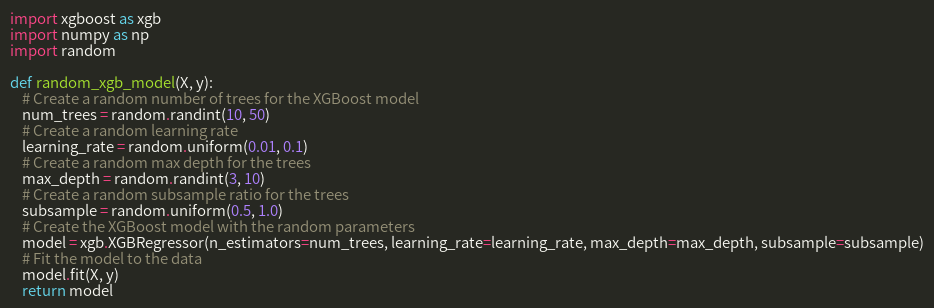 import xgboost as xgb
import numpy as np
import random

def random_xgb_model(X, y):
    # Create a random number of trees for the XGBoost model
    num_trees = random.randint(10, 50)
    # Create a random learning rate
    learning_rate = random.uniform(0.01, 0.1)
    # Create a random max depth for the trees
    max_depth = random.randint(3, 10)
    # Create a random subsample ratio for the trees
    subsample = random.uniform(0.5, 1.0)
    # Create the XGBoost model with the random parameters
    model = xgb.XGBRegressor(n_estimators=num_trees, learning_rate=learning_rate, max_depth=max_depth, subsample=subsample)
    # Fit the model to the data
    model.fit(X, y)
    return model